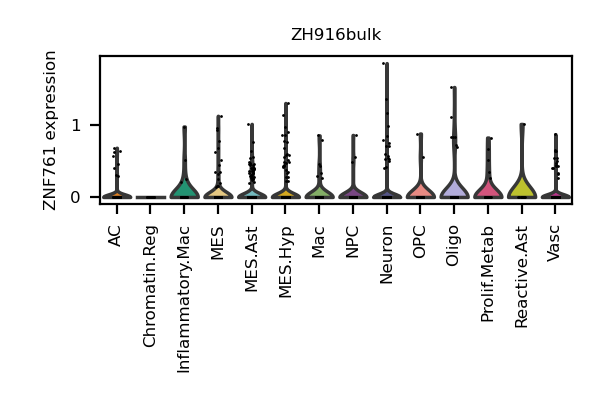 ZH916bulk
ZNF761 expression
1
0
AC
Chromatin.Reg
Inflammatory.Mac
MES
MES.Ast
MES.Hyp
Mac
NPC
Neuron
OPC
Oligo
Prolif.Metab
Reactive.Ast
Vasc